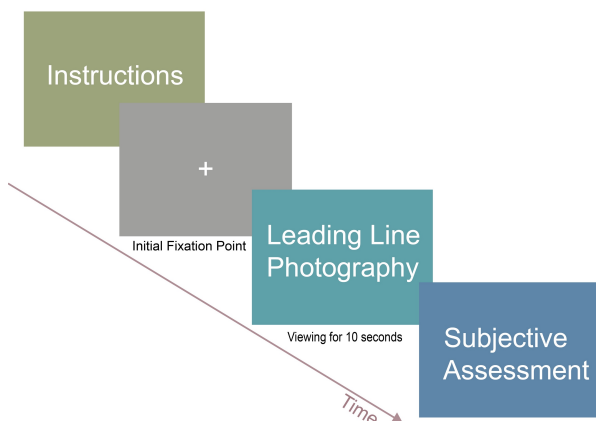 Instructions
+
Initial Fixation Point
Leading Line
Photography
Viewing for 10 seconds
Subjective
Assessment
Time